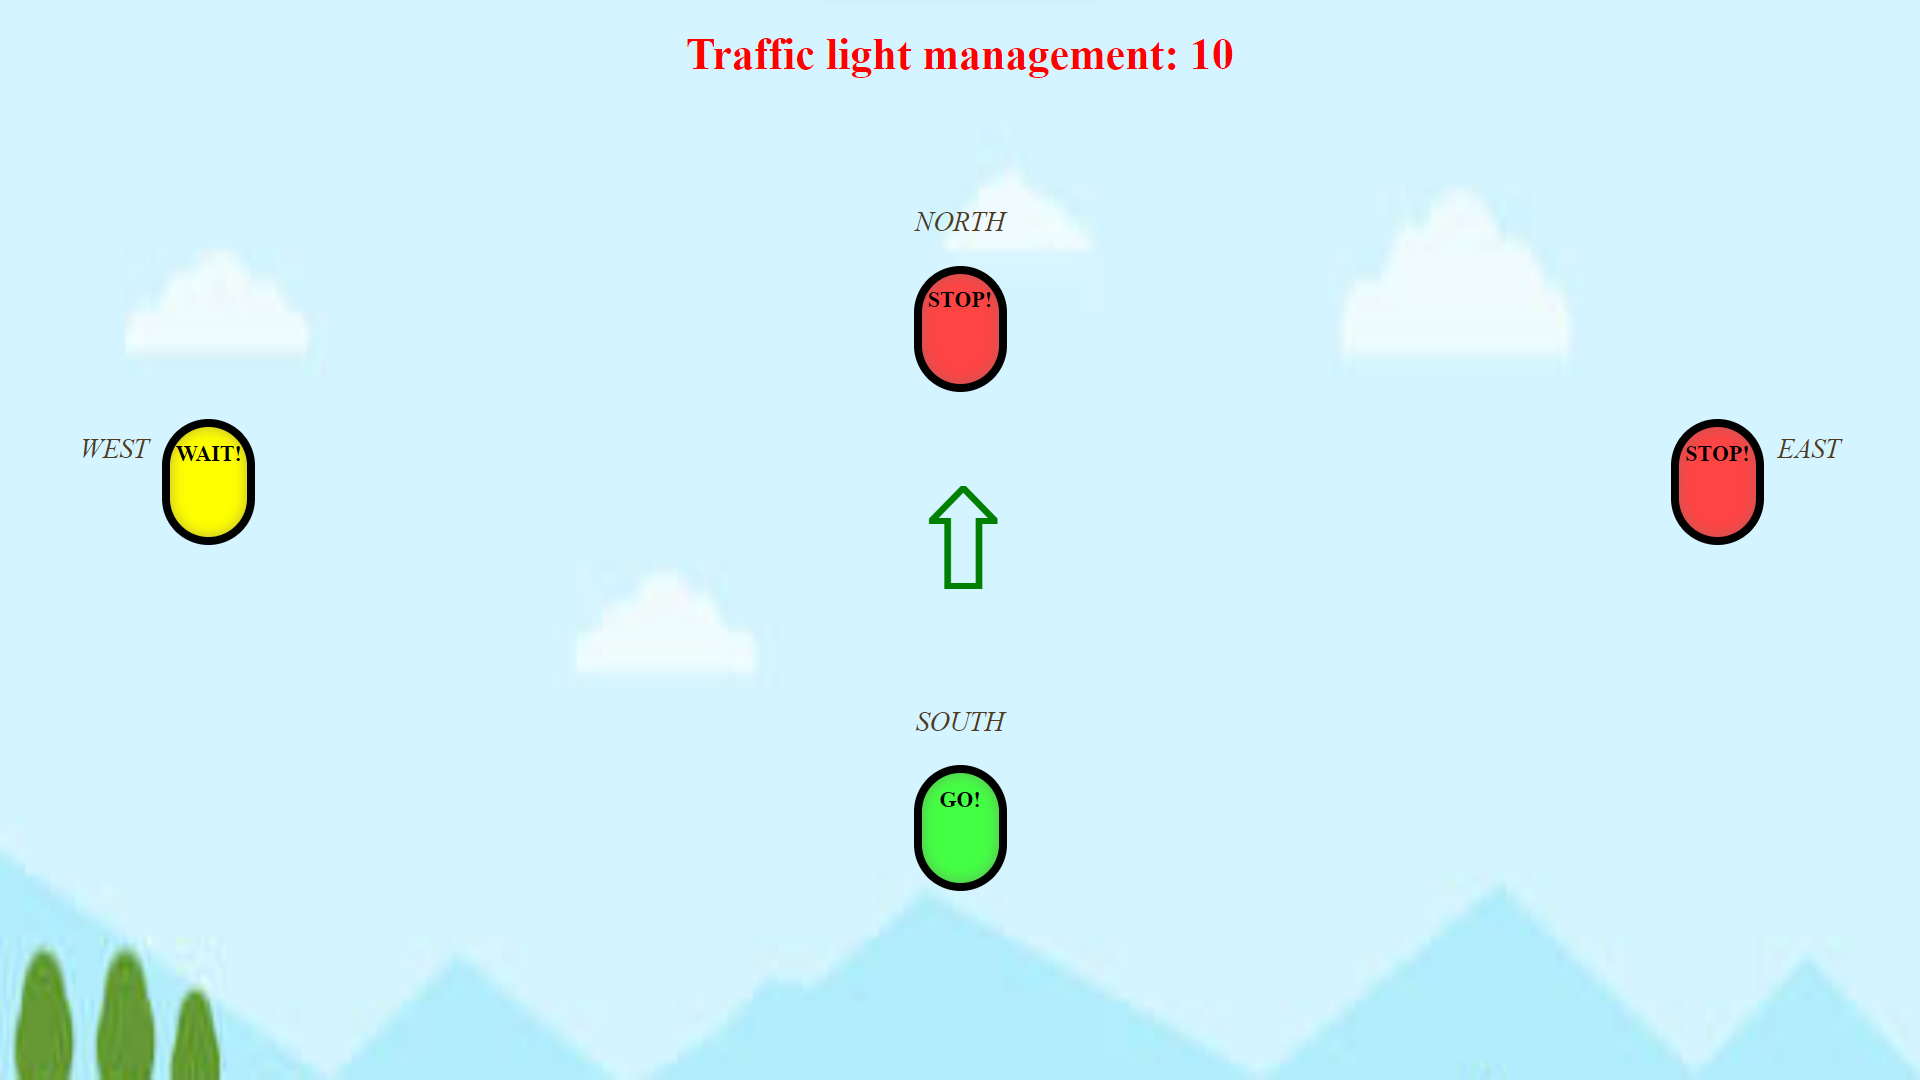 Traffic light management: 10
NORTH
STOP!
WEST
WAIT!
STOP!
EAST
SOUTH
GO!